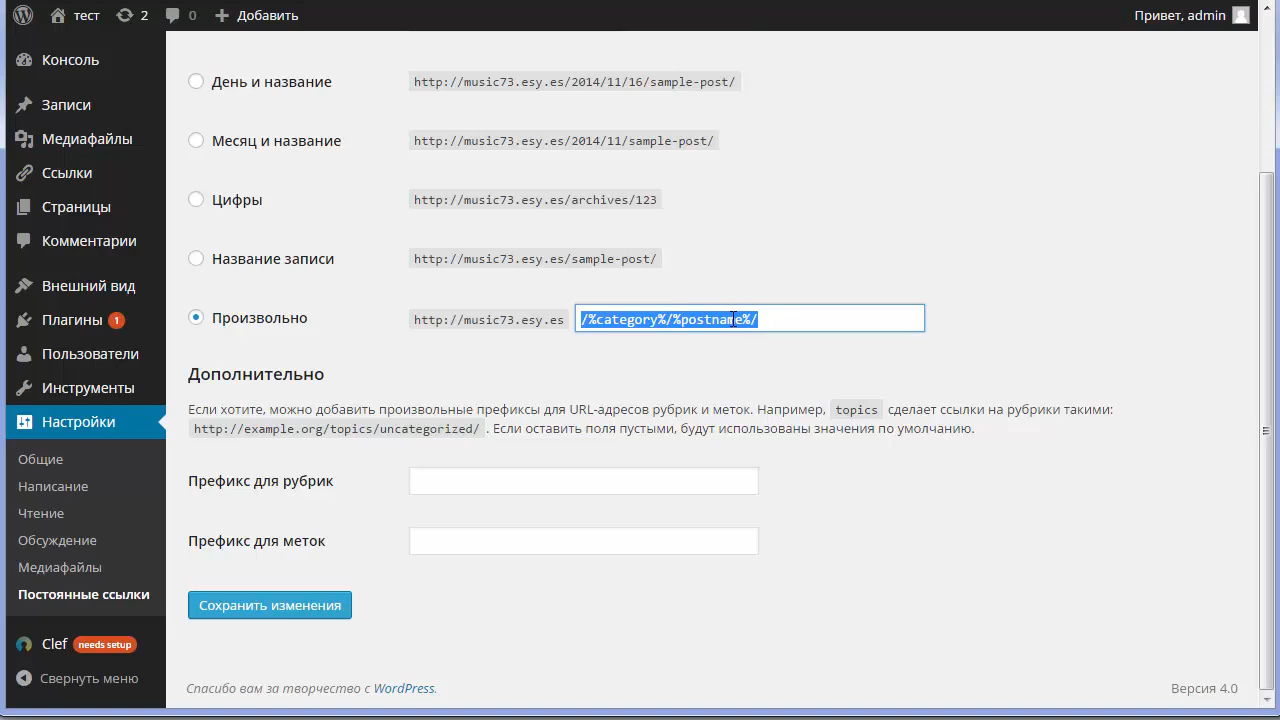 тест 2 0 Добавить Привет, admin
Консоль
Записи
Медиафайлы
Ссылки
Страницы
Комментарии
Внешний вид
Плагины 1
Пользователи
Инструменты
Настройки
Общие
Написание
Чтение
Обсуждение
Медиафайлы
Постоянные ссылки
Clef needs setup
Свернуть меню
День и название http://music73.esy.es/2014/11/16/sample-post/
Месяц и название http://music73.esy.es/2014/11/sample-post/
Цифры http://music73.esy.es/archives/123
Название записи http://music73.esy.es/sample-post/
Произвольно http://music73.esy.es /%category%/%postname%/
Дополнительно
Если хотите, можно добавить произвольные префиксы для URL-адресов рубрик и меток. Например, topics сделает ссылки на рубрики такими:
http://example.org/topics/uncategorized/ . Если оставить поля пустыми, будут использованы значения по умолчанию.
Префикс для рубрик
Префикс для меток
Сохранить изменения
Спасибо вам за творчество с WordPress. Версия 4.0